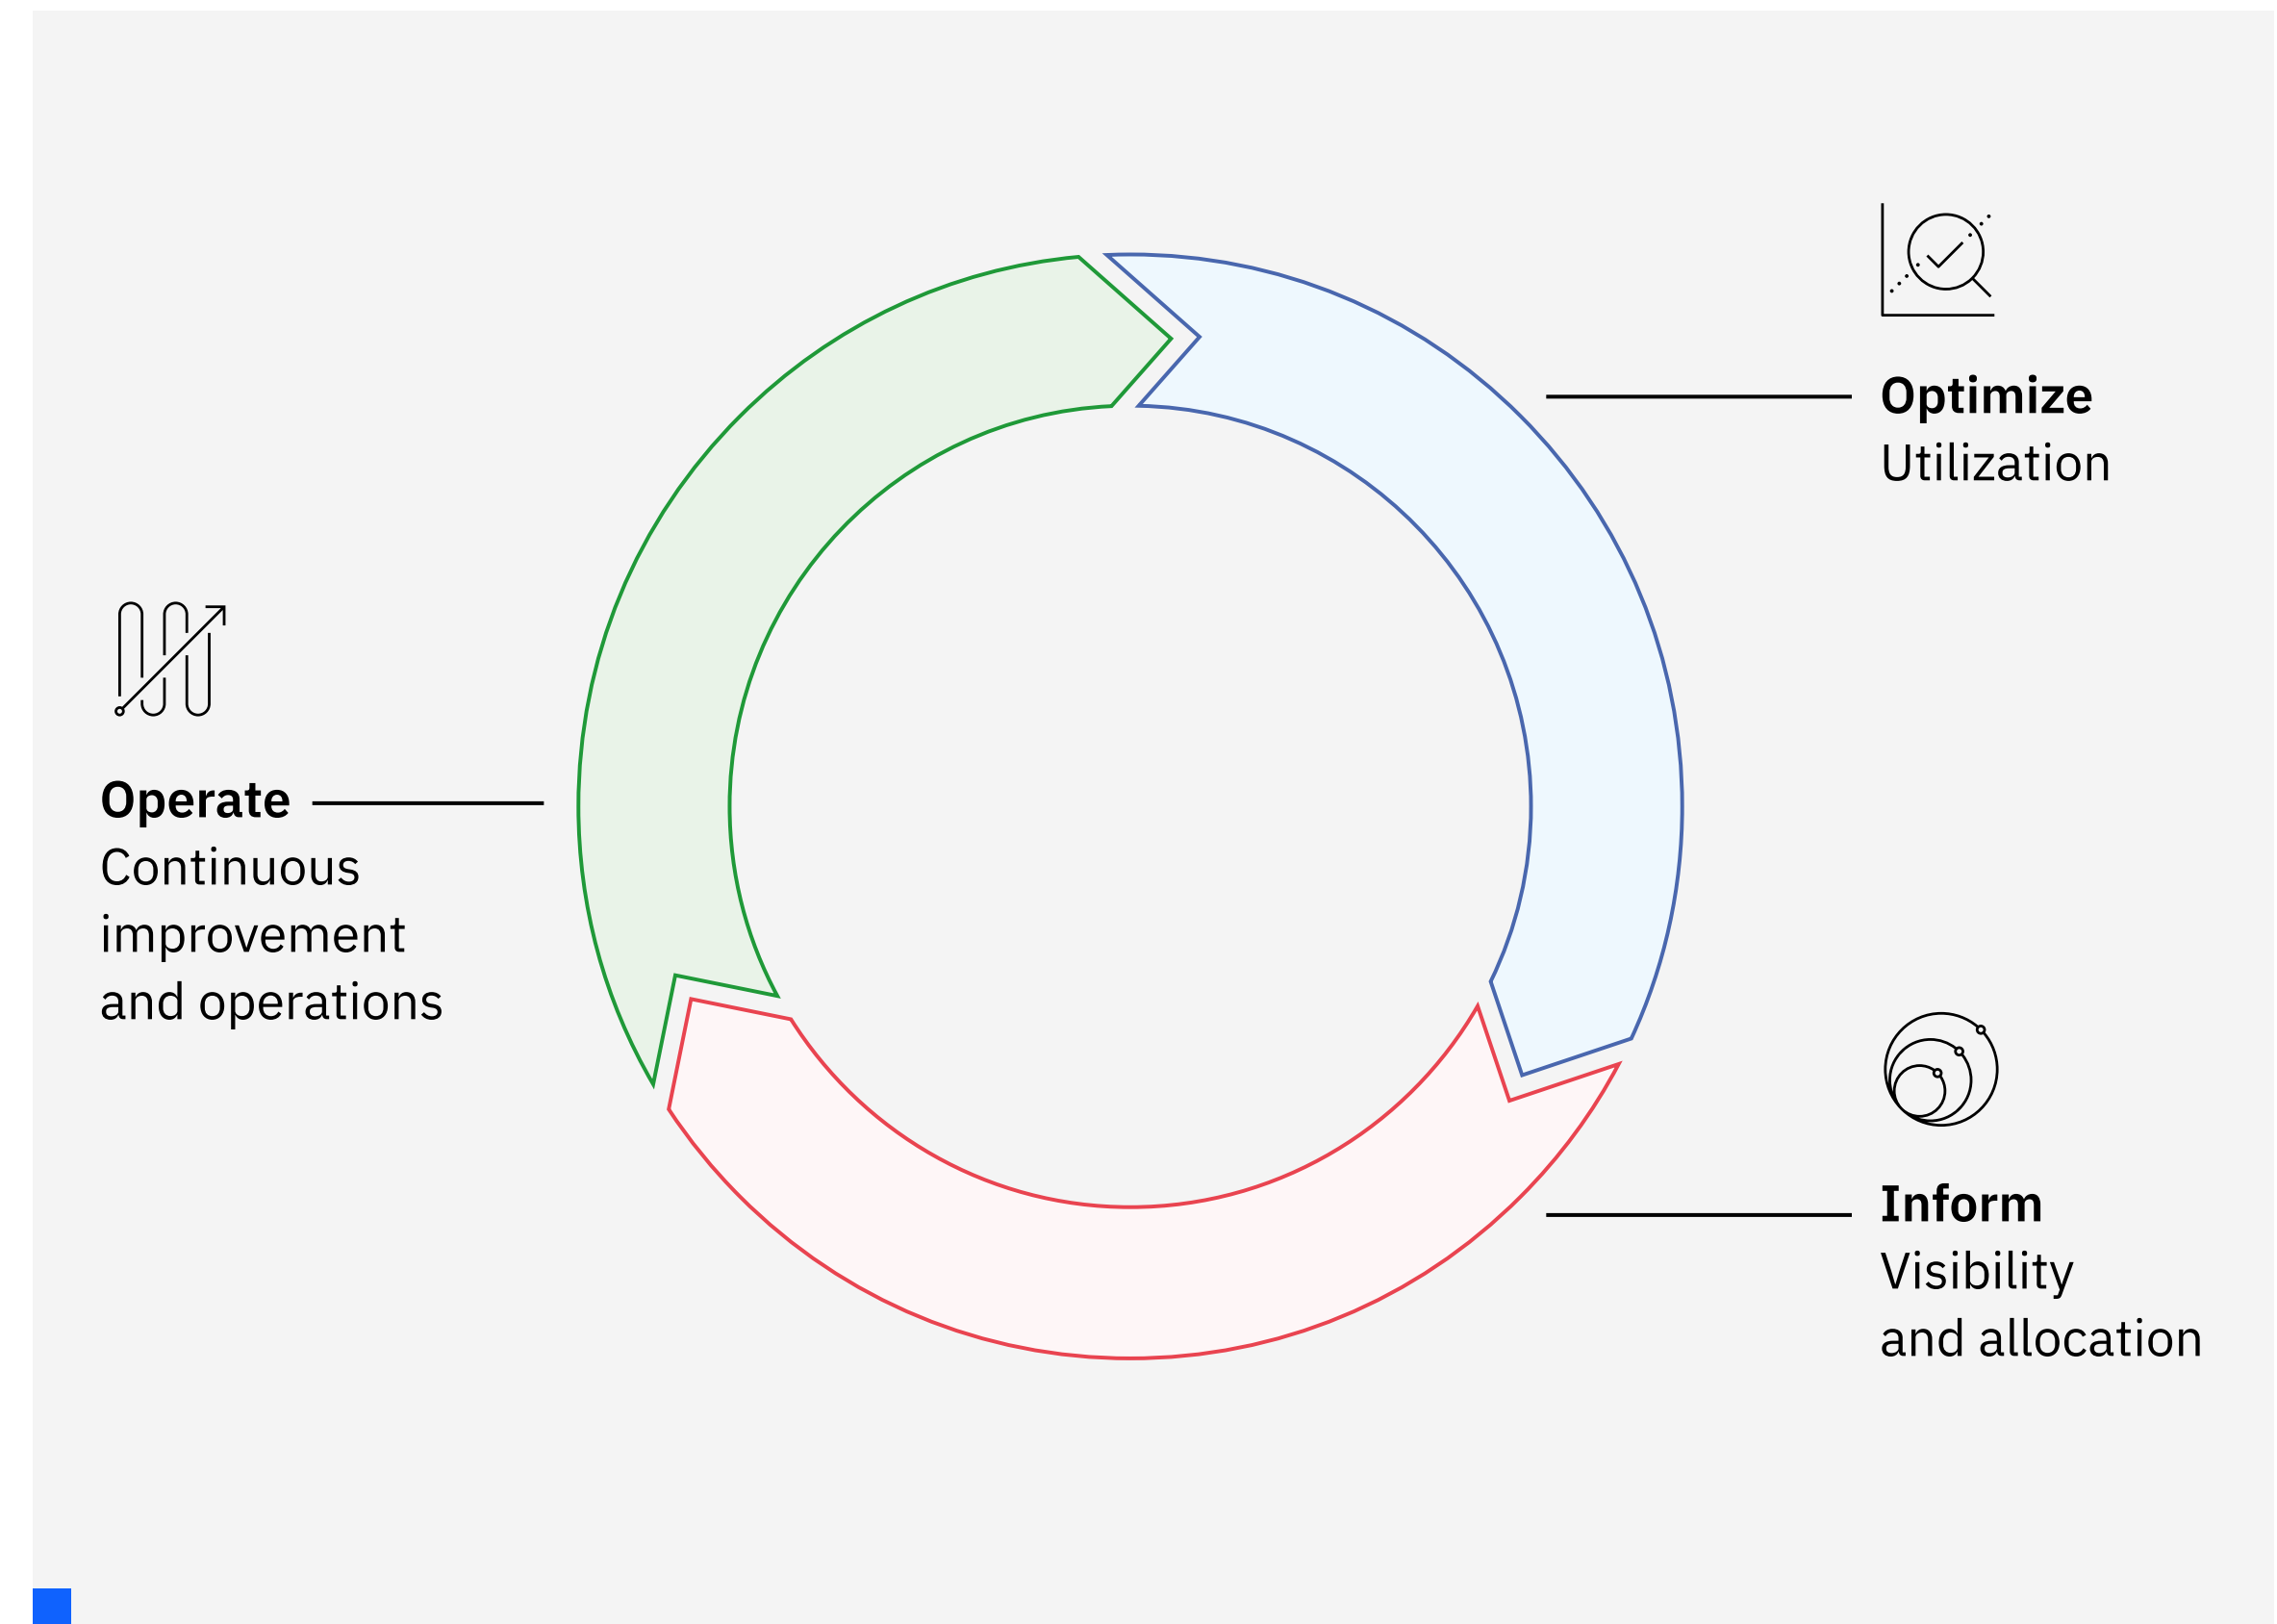 Optimize
Utilization
Operate
Continuous
improvement
and operations
Inform
Visibility
and allocation